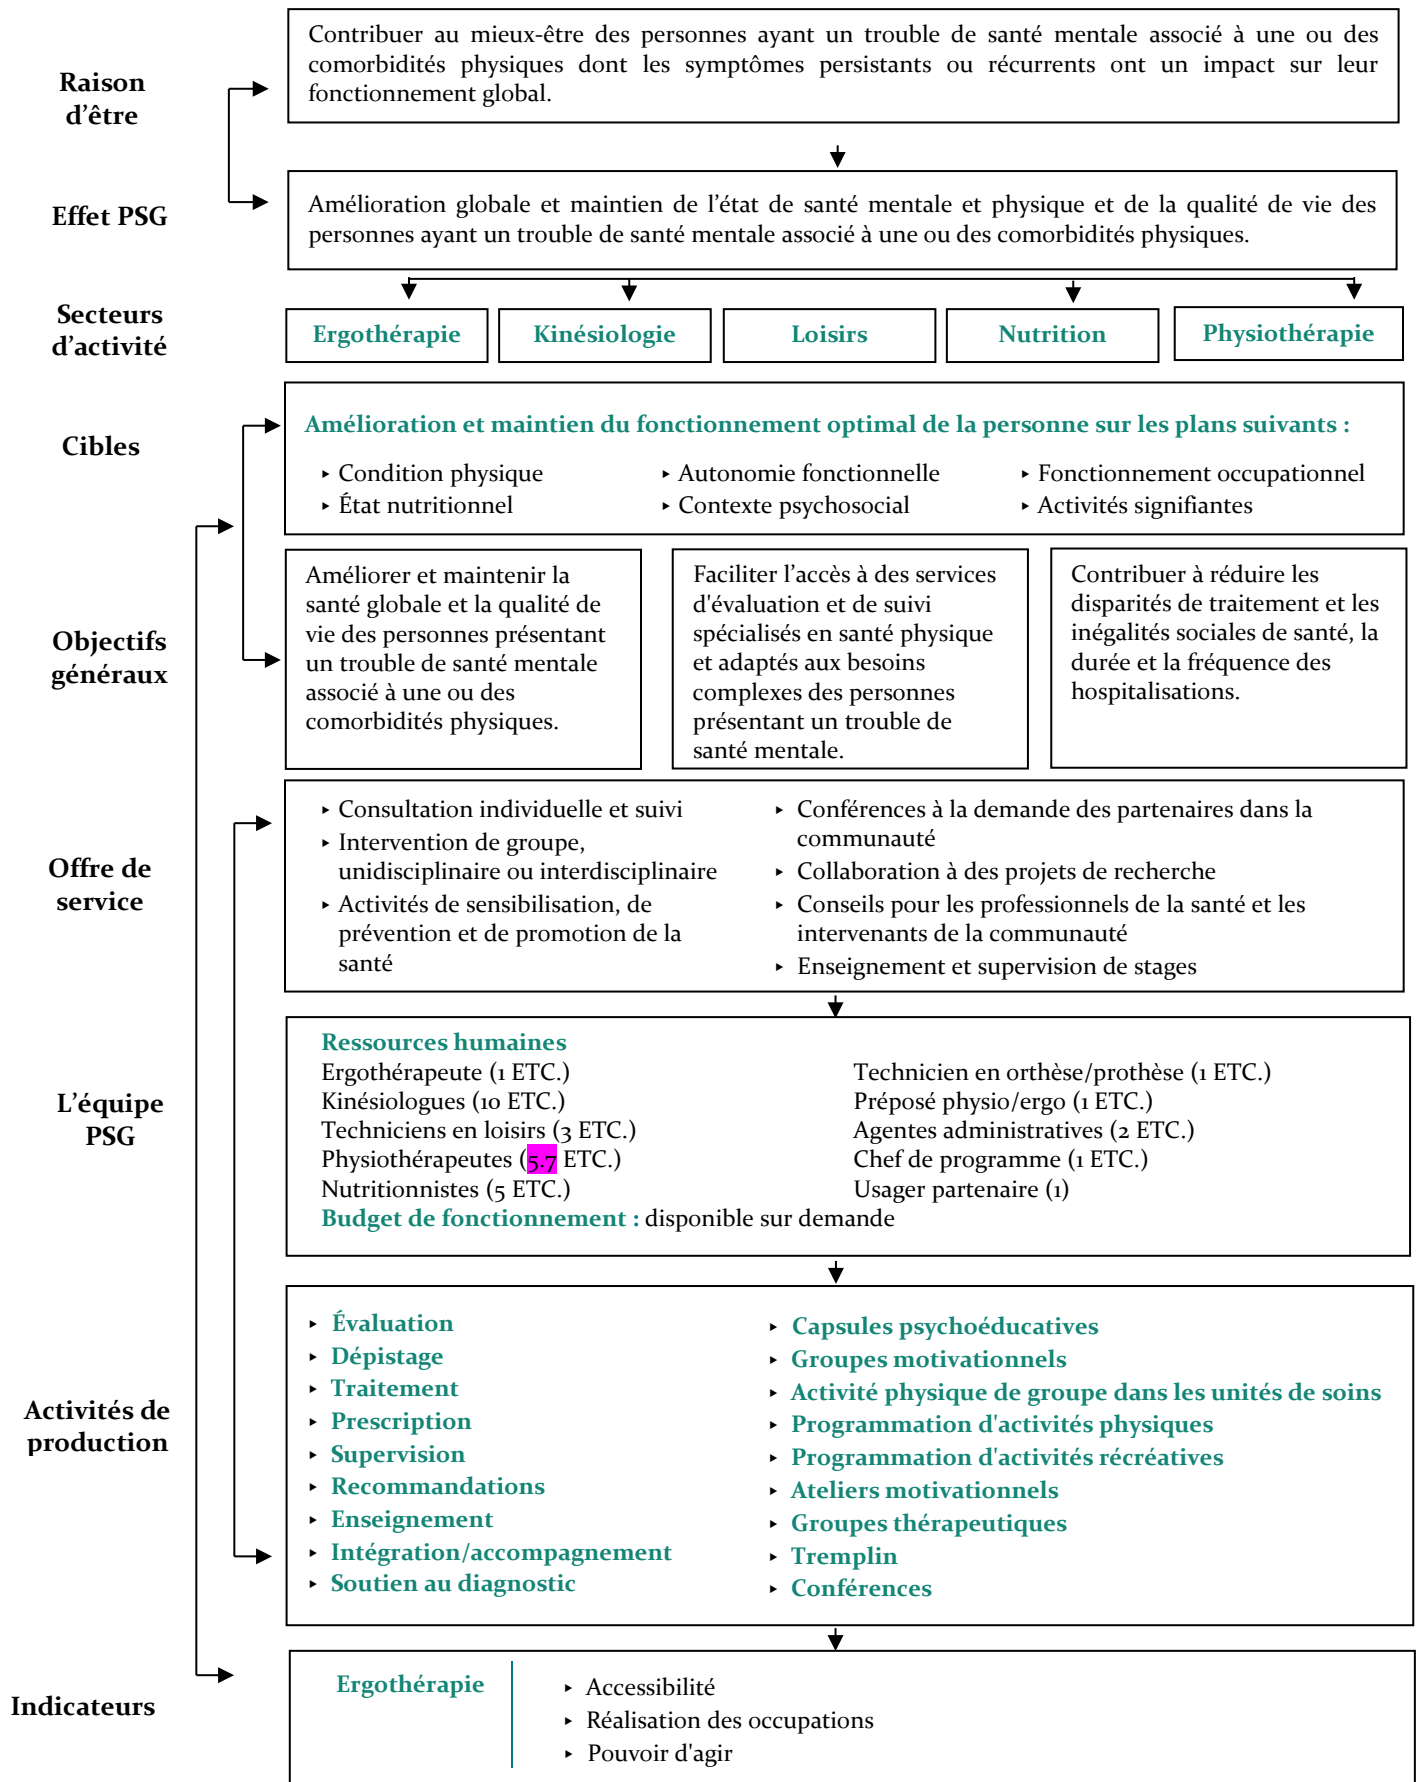 Raison
d’être
Contribuer au mieux-être des personnes ayant un trouble de santé mentale associé à une ou des
comorbidités physiques dont les symptômes persistants ou récurrents ont un impact sur leur
fonctionnement global.
Effet PSG
Amélioration globale et maintien de l’état de santé mentale et physique et de la qualité de vie des
personnes ayant un trouble de santé mentale associé à une ou des comorbidités physiques.
Secteurs
d’activité
Ergothérapie
Kinésiologie
Loisirs
Nutrition
Physiothérapie
Cibles
Amélioration et maintien du fonctionnement optimal de la personne sur les plans suivants :
‣ Condition physique
‣ État nutritionnel
‣ Autonomie fonctionnelle
‣ Contexte psychosocial
‣ Fonctionnement occupationnel
‣ Activités signifiantes
Objectifs
généraux
Améliorer et maintenir la
santé globale et la qualité de
vie des personnes présentant
un trouble de santé mentale
associé à une ou des
comorbidités physiques.
Faciliter l’accès à des services
d'évaluation et de suivi
spécialisés en santé physique
et adaptés aux besoins
complexes des personnes
présentant un trouble de
santé mentale.
Contribuer à réduire les
disparités de traitement et les
inégalités sociales de santé, la
durée et la fréquence des
hospitalisations.
Offre de
service
‣ Consultation individuelle et suivi
‣ Intervention de groupe,
unidisciplinaire ou interdisciplinaire
‣ Activités de sensibilisation, de
prévention et de promotion de la
santé
‣ Conférences à la demande des partenaires dans la
communauté
‣ Collaboration à des projets de recherche
‣ Conseils pour les professionnels de la santé et les
intervenants de la communauté
‣ Enseignement et supervision de stages
L’équipe
PSG
Ressources humaines
Ergothérapeute (1 ETC.)
Kinésiologues (10 ETC.)
Techniciens en loisirs (3 ETC.)
Physiothérapeutes (5.7 ETC.)
Nutritionnistes (5 ETC.)
Technicien en orthèse/prothèse (1 ETC.)
Préposé physio/ergo (1 ETC.)
Agentes administratives (2 ETC.)
Chef de programme (1 ETC.)
Usager partenaire (1)
Budget de fonctionnement : disponible sur demande
Activités de
production
‣ Évaluation
‣ Dépistage
‣ Traitement
‣ Prescription
‣ Supervision
‣ Recommandations
‣ Enseignement
‣ Intégration/accompagnement
‣ Soutien au diagnostic
‣ Capsules psychoéducatives
‣ Groupes motivationnels
‣ Activité physique de groupe dans les unités de soins
‣ Programmation d'activités physiques
‣ Programmation d'activités récréatives
‣ Ateliers motivationnels
‣ Groupes thérapeutiques
‣ Tremplin
‣ Conférences
Indicateurs
Ergothérapie
‣ Accessibilité
‣ Réalisation des occupations
‣ Pouvoir d'agir